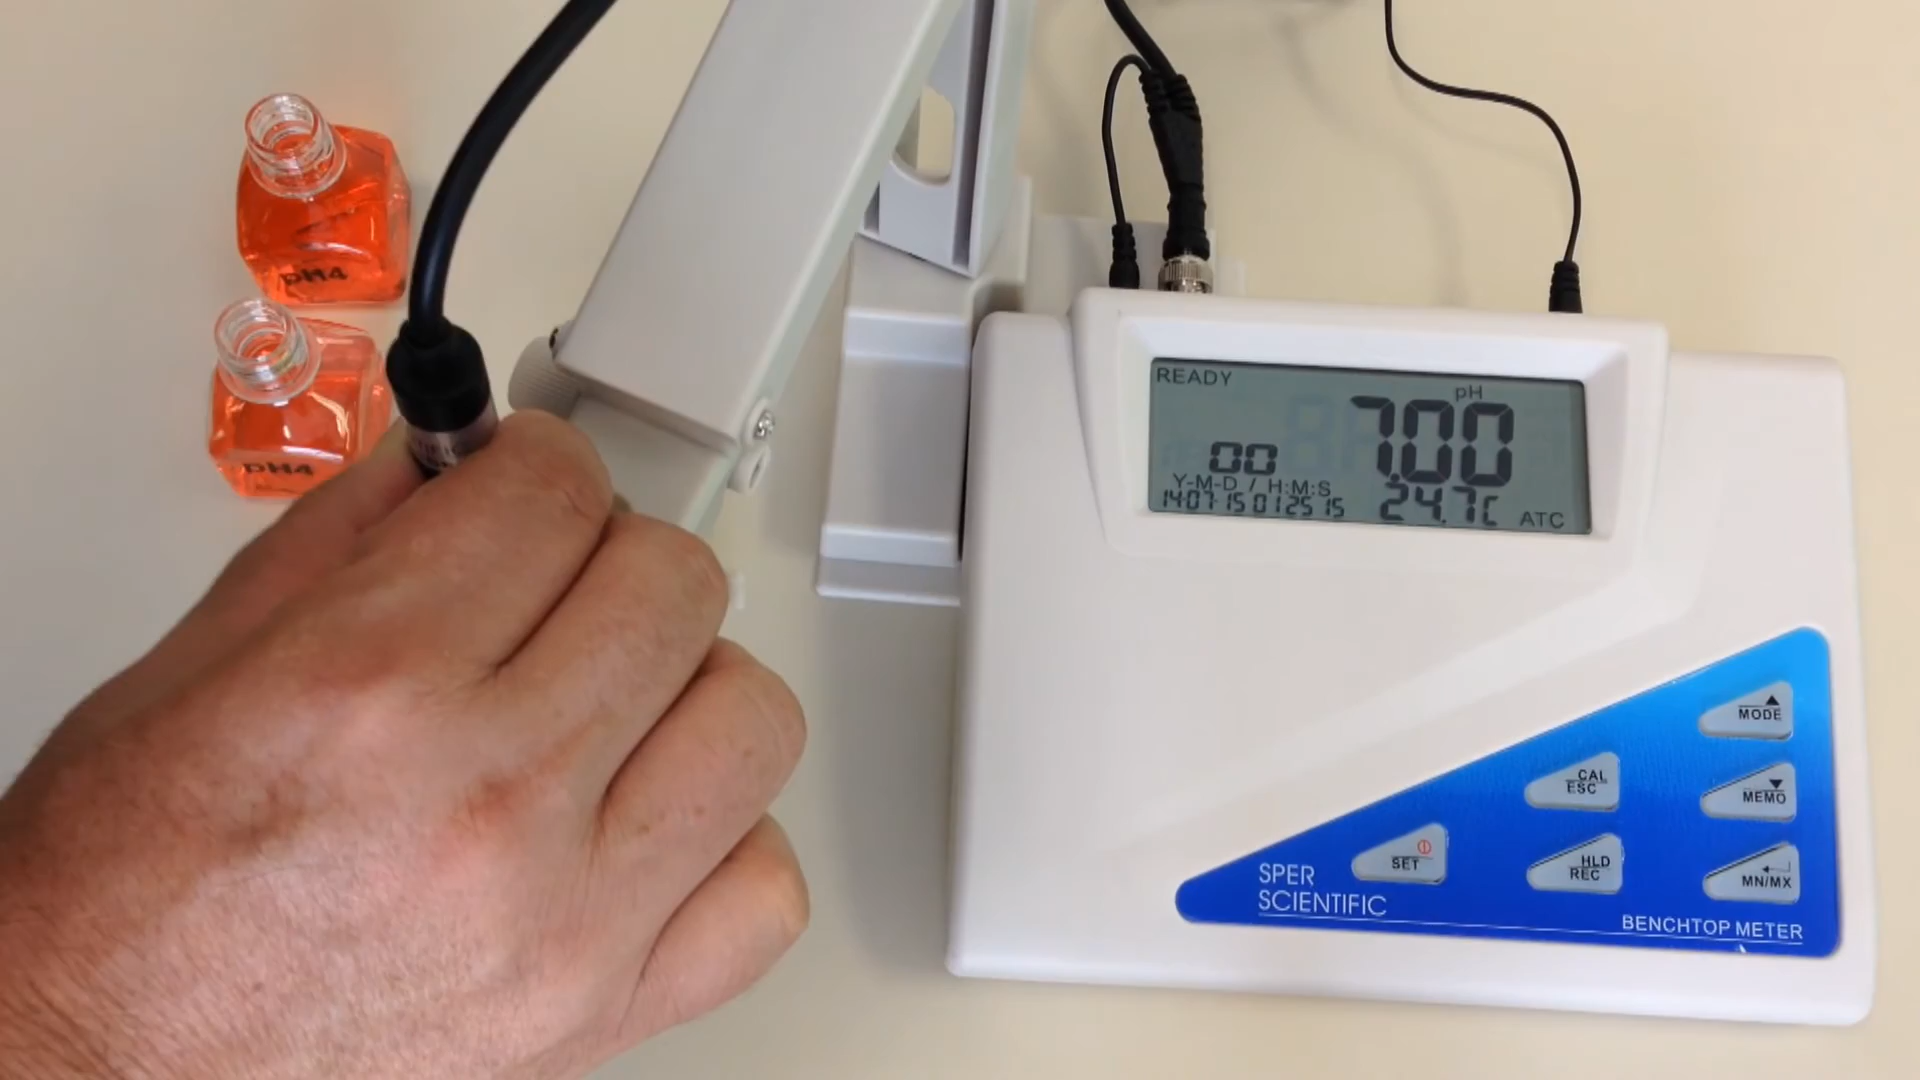 pH4
pH4
READY
pH
7.00
00
Y-M-D / H:M:S
14-07-15 01:25 15
24.7C
ATC
MODE
CAL
ESC
MEMO
SET
HLD
REC
MN/MX
SPER
SCIENTIFIC
BENCHTOP METER